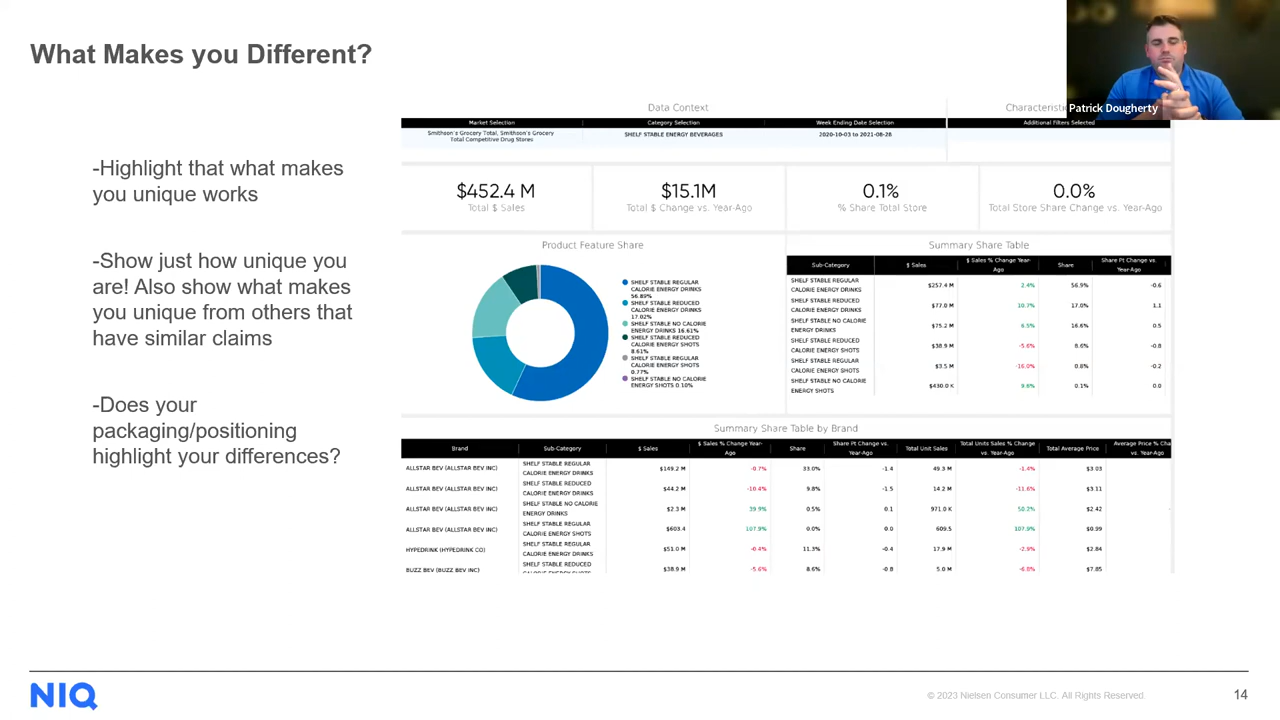 What Makes you Different?
Patrick Dougherty
-Highlight that what makes
you unique works
-Show just how unique you
are! Also show what makes
you unique from others that
have similar claims
-Does your
packaging/positioning
highlight your differences?
Data Context
Market Selection
Category Selection
Week Ending Date Selection
Additional Filters Selected
Smithson's Grocery Total, Smithson's Grocery
Total Competitive Drug Stores
SHELF STABLE ENERGY BEVERAGES
2020-10-03 to 2021-08-28
$452.4 M
Total $ Sales
$15.1M
Total $ Change vs. Year-Ago
0.1%
% Share Total Store
0.0%
Total Store Share Change vs. Year-Ago
Product Feature Share
SHELF STABLE REGULAR
CALORIE ENERGY DRINKS
56.89%
SHELF STABLE REDUCED
CALORIE ENERGY DRINKS
17.02%
SHELF STABLE NO CALORIE
ENERGY DRINKS 16.61%
SHELF STABLE REDUCED
CALORIE ENERGY SHOTS
8.61%
SHELF STABLE REGULAR
CALORIE ENERGY SHOTS
0.77%
SHELF STABLE NO CALORIE
ENERGY SHOTS 0.10%
Summary Share Table
Sub-Category $ Sales $ Sales % Change Year-Ago Share Share Pt Change vs. Year-Ago
SHELF STABLE REGULAR
CALORIE ENERGY DRINKS $257.4 M 2.4% 56.9% -0.6
SHELF STABLE REDUCED
CALORIE ENERGY DRINKS $77.0 M 10.7% 17.0% 1.1
SHELF STABLE NO CALORIE
ENERGY DRINKS $75.2 M 6.5% 16.6% 0.5
SHELF STABLE REDUCED
CALORIE ENERGY SHOTS $38.9 M -5.6% 8.6% -0.8
SHELF STABLE REGULAR
CALORIE ENERGY SHOTS $3.5 M -16.0% 0.8% -0.2
SHELF STABLE NO CALORIE
ENERGY SHOTS $430.0 K 9.6% 0.1% 0.0
Summary Share Table by Brand
Brand Sub-Category $ Sales $ Sales % Change Year-Ago Share Share Pt Change vs. Year-Ago Total Unit Sales Total Units Sales % Change vs. Year-Ago Total Average Price Average Price % vs. Year-Ago
ALLSTAR BEV (ALLSTAR BEV INC) SHELF STABLE REGULAR
CALORIE ENERGY DRINKS $149.2 M -0.7% 33.0% -1.4 49.3 M -1.4% $3.03
ALLSTAR BEV (ALLSTAR BEV INC) SHELF STABLE REDUCED
CALORIE ENERGY DRINKS $44.2 M -10.4% 9.8% -1.5 14.2 M -11.6% $3.11
ALLSTAR BEV (ALLSTAR BEV INC) SHELF STABLE NO CALORIE
ENERGY DRINKS $2.3 M 39.9% 0.5% 0.1 971.0 K 50.2% $2.42
ALLSTAR BEV (ALLSTAR BEV INC) SHELF STABLE REGULAR
CALORIE ENERGY SHOTS $603.4 107.9% 0.0% 0.0 609.5 107.9% $0.99
HYPEDRINK (HYPEDRINK CO) SHELF STABLE REGULAR
CALORIE ENERGY DRINKS $51.0 M -0.4% 11.3% -0.4 17.9 M -2.9% $2.84
BUZZ BEV (BUZZ BEV INC) SHELF STABLE REDUCED
CALORIE ENERGY SHOTS $38.9 M -5.6% 8.6% -0.8 5.0 M -6.8% $7.85
NIQ
© 2023 Nielsen Consumer LLC. All Rights Reserved.
14